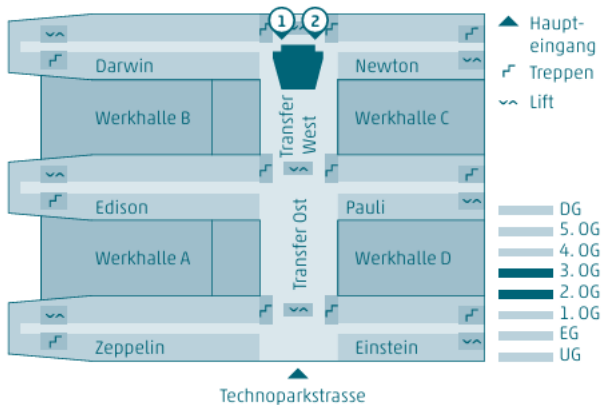 1 2
Haupt-
eingang
Treppen
Lift
Darwin
Newton
Werkhalle B
Transfer
West
Werkhalle C
Edison
Pauli
Werkhalle A
Transfer Ost
Werkhalle D
Zeppelin
Einstein
Technoparkstrasse
DG
5. OG
4. OG
3. OG
2. OG
1. OG
EG
UG